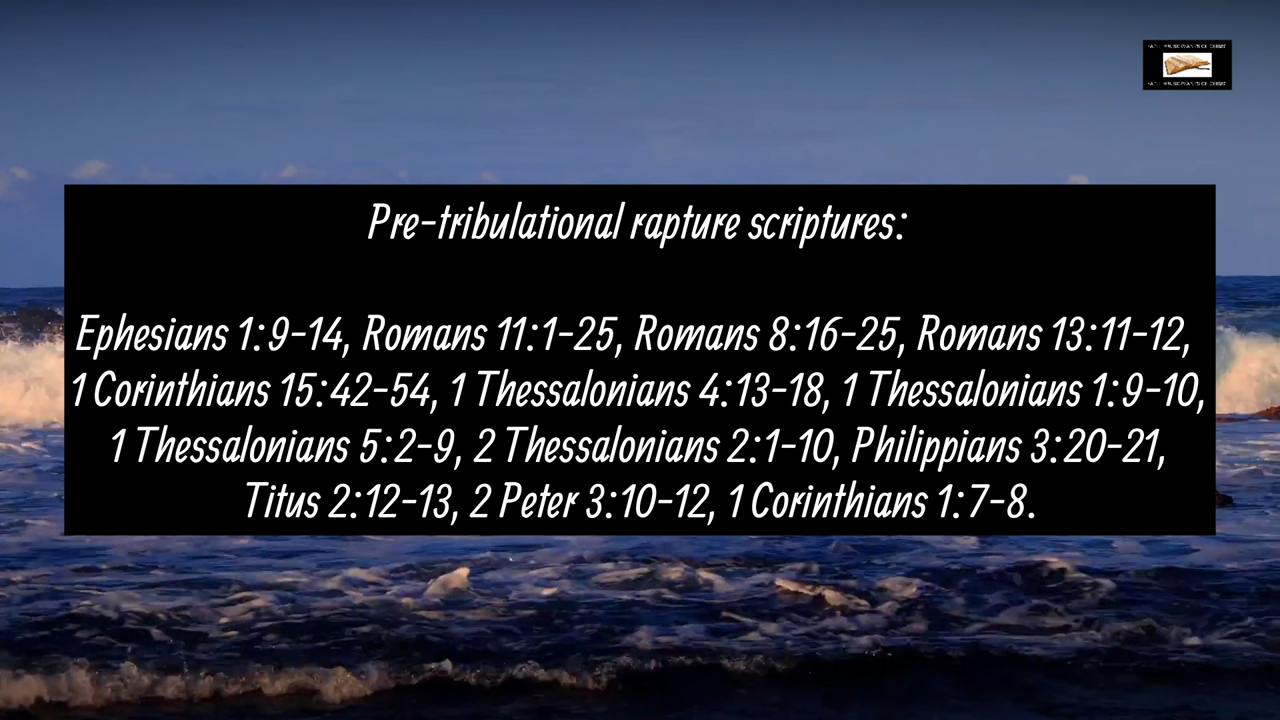 Pre-tribulational rapture scriptures:
Ephesians 1:9-14, Romans 11:1-25, Romans 8:16-25, Romans 13:11-12,
1 Corinthians 15:42-54, 1 Thessalonians 4:13-18, 1 Thessalonians 1:9-10,
1 Thessalonians 5:2-9, 2 Thessalonians 2:1-10, Philippians 3:20-21,
Titus 2:12-13, 2 Peter 3:10-12, 1 Corinthians 1:7-8.